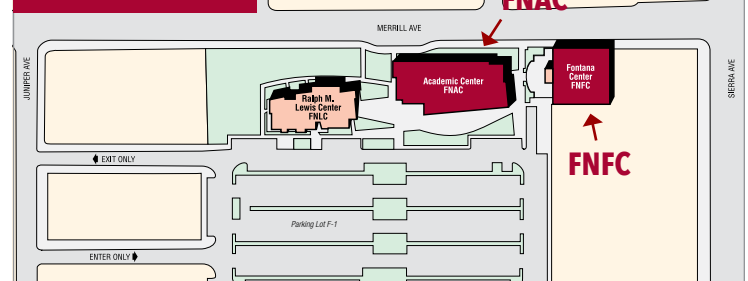 FNAC
MERRILL AVE
JUNIPER AVE
SIERRA AVE
Academic Center
FNAC
Fontana
Center
FNFC
Ralph M.
Lewis Center
FNLC
FNFC
EXIT ONLY
Parking Lot F-1
ENTER ONLY